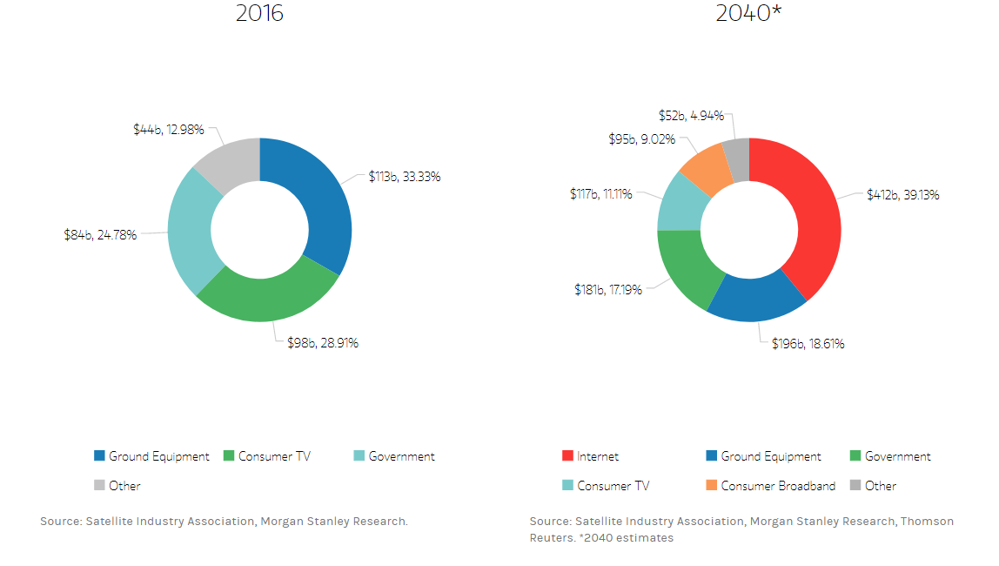 2016
$44b, 12.98%
$113b, 33.33%
$84b, 24.78%
$98b, 28.91%
Ground Equipment
Consumer TV
Government
Other
Source: Satellite Industry Association, Morgan Stanley Research.
2040*
$52b, 4.94%
$95b, 9.02%
$117b, 11.11%
$412b, 39.13%
$181b, 17.19%
$196b, 18.61%
Internet
Ground Equipment
Government
Consumer TV
Consumer Broadband
Other
Source: Satellite Industry Association, Morgan Stanley Research, Thomson
Reuters. *2040 estimates